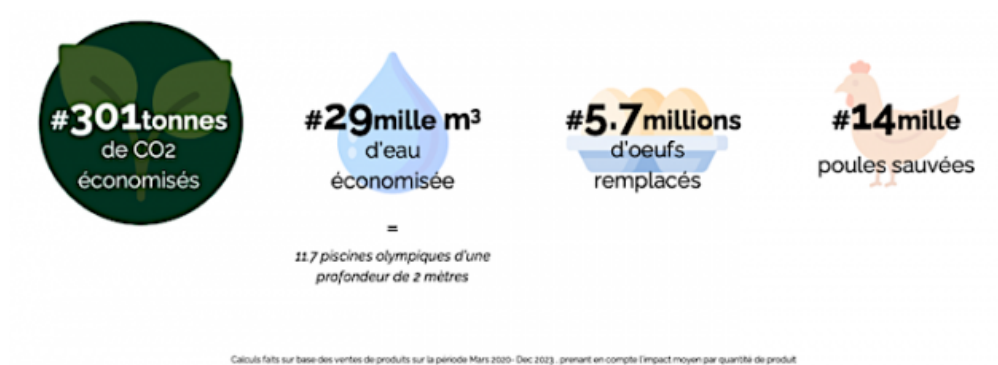 #301tonnes
de CO2
économisés
#29mille m³
d'eau
économisée
=
11.7 piscines olympiques d'une
profondeur de 2 mètres
#5.7millions
d'oeufs
remplacés
#14mille
poules sauvées
Calculs faits sur base des ventes de produits sur la période Mars 2020- Dec 2023 , prenant en compte l'impact moyen par quantité de produit